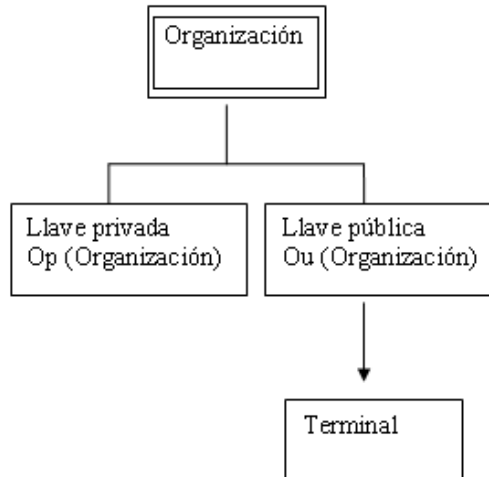 Organización
Llave privada
Op (Organización)
Llave pública
Ou (Organización)
Terminal